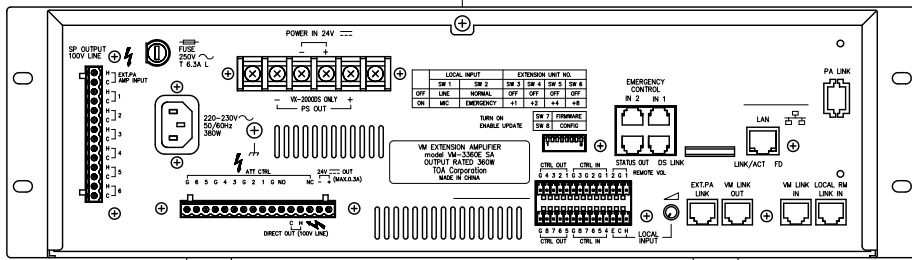 POWER IN 24V
− +
SP OUTPUT
100V LINE
FUSE
250V
T 6.3A L
H EXT.PA
C AMP INPUT
H 1
C
H 2
C
H 3
C
H 4
C
H 5
C
H 6
C
− VX-2000DS ONLY +
PS OUT
220-230V
50/60Hz
380W
LOCAL INPUT EXTENSION UNIT NO.
SW 1 SW 2 SW 3 SW 4 SW 5 SW 6
OFF LINE NORMAL OFF OFF OFF OFF
ON MIC EMERGENCY +1 +2 +4 +8
TURN ON SW 7 FIRMWARE
ENABLE UPDATE SW 8 CONFIG
EMERGENCY
CONTROL
IN 2 IN 1
STATUS OUT DS LINK
PA LINK
LAN
LINK/ACT FD
VM EXTENSION AMPLIFIER
model VM-3360E SA
OUTPUT RATED 360W
TOA Corporation
MADE IN CHINA
ATT CTRL
G 6 5 G 4 3 G 2 1 G NO NC − +
24V OUT
(MAX.0.3A)
C H
DIRECT OUT (100V LINE)
CTRL OUT CTRL IN
G 4 3 2 1 G 3 G 2 G 1 2 G 1
REMOTE VOL
G 8 7 6 5 G 8 7 6 5 4 E C H
CTRL OUT CTRL IN
LOCAL
INPUT
EXT.PA
LINK
VM LINK
OUT
VM LINK
IN
LOCAL RM
LINK IN